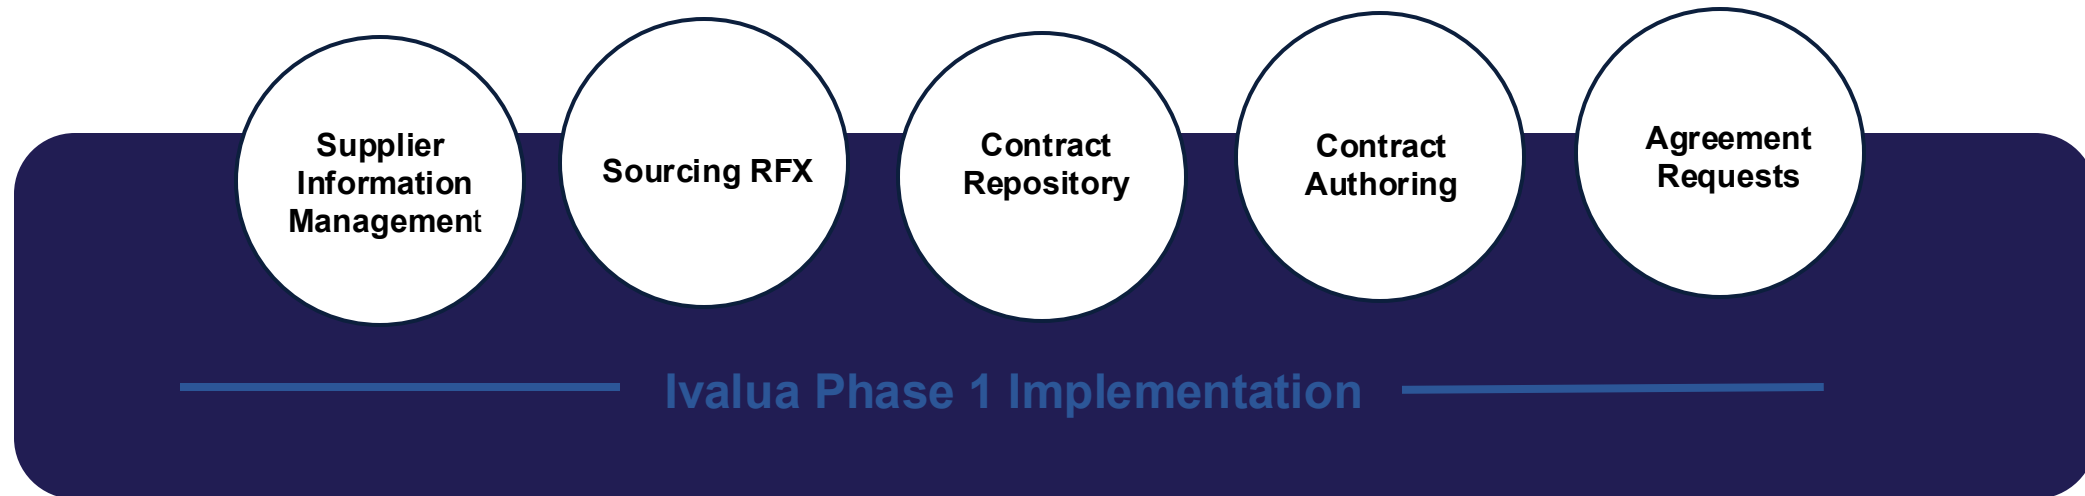 Supplier
Information
Management
Sourcing RFX
Contract
Repository
Contract
Authoring
Agreement
Requests
Ivalua Phase 1 Implementation